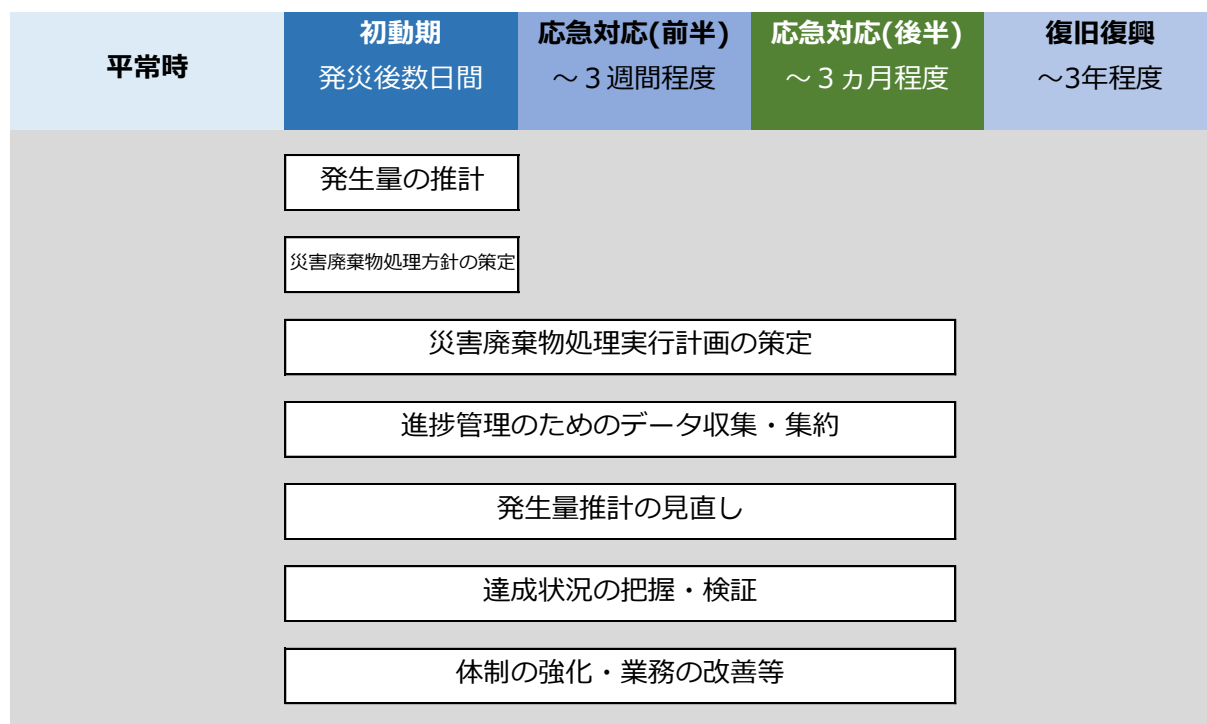 平常時
初動期
発災後数日間
応急対応(前半)
～３週間程度
応急対応(後半)
～３ヵ月程度
復旧復興
～3年程度
発生量の推計
災害廃棄物処理方針の策定
災害廃棄物処理実行計画の策定
進捗管理のためのデータ収集・集約
発生量推計の見直し
達成状況の把握・検証
体制の強化・業務の改善等